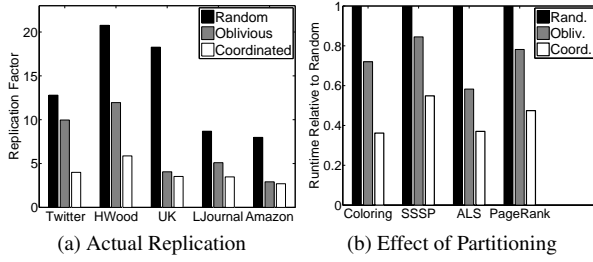 Replication Factor
20
15
10
5
0
Random
Oblivious
Coordinated
Twitter HWood UK LJournal Amazon
(a) Actual Replication
Runtime Relative to Random
1
0.8
0.6
0.4
0.2
0
Rand.
Obliv.
Coord.
Coloring SSSP ALS PageRank
(b) Effect of Partitioning